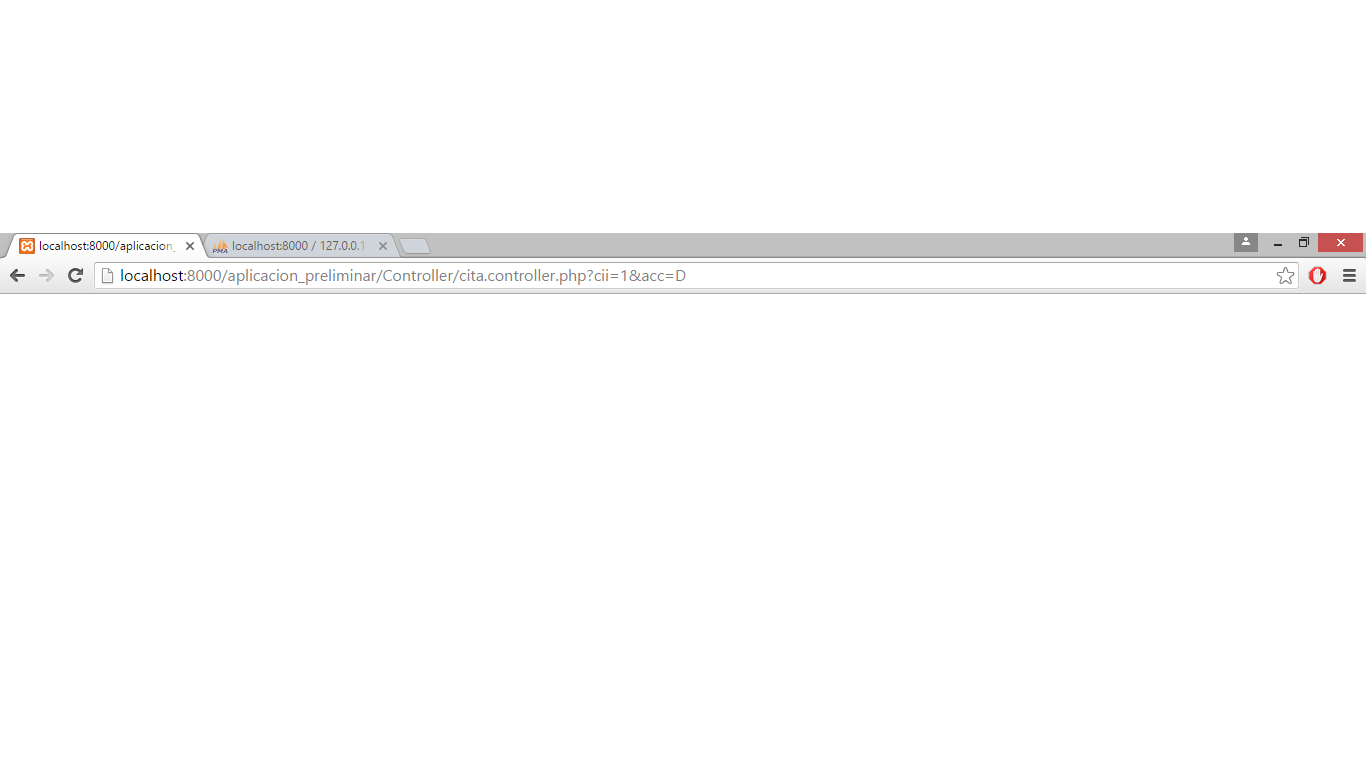 localhost:8000/aplicacion_
PMA localhost:8000 / 127.0.0.1
localhost:8000/aplicacion_preliminar/Controller/cita.controller.php?cii=1&acc=D